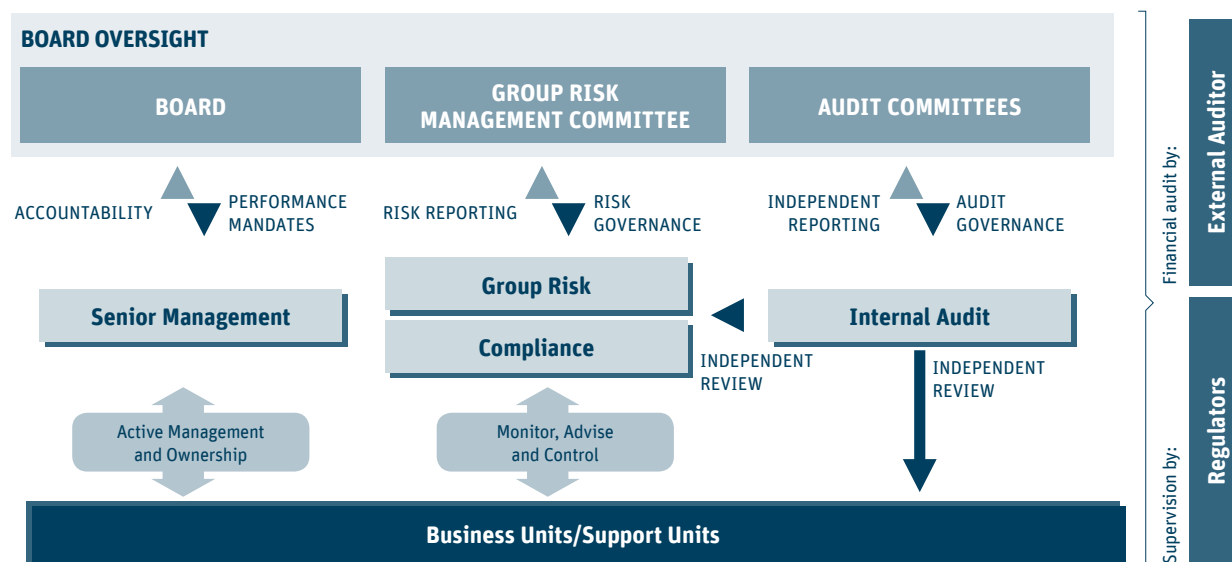 BOARD OVERSIGHT
BOARD
GROUP RISK
MANAGEMENT COMMITTEE
AUDIT COMMITTEES
ACCOUNTABILITY
PERFORMANCE
MANDATES
RISK REPORTING
RISK
GOVERNANCE
INDEPENDENT
REPORTING
AUDIT
GOVERNANCE
Senior Management
Group Risk
Compliance
Internal Audit
INDEPENDENT
REVIEW
INDEPENDENT
REVIEW
Active Management
and Ownership
Monitor, Advise
and Control
Business Units/Support Units
Financial audit by:
External Auditor
Supervision by:
Regulators